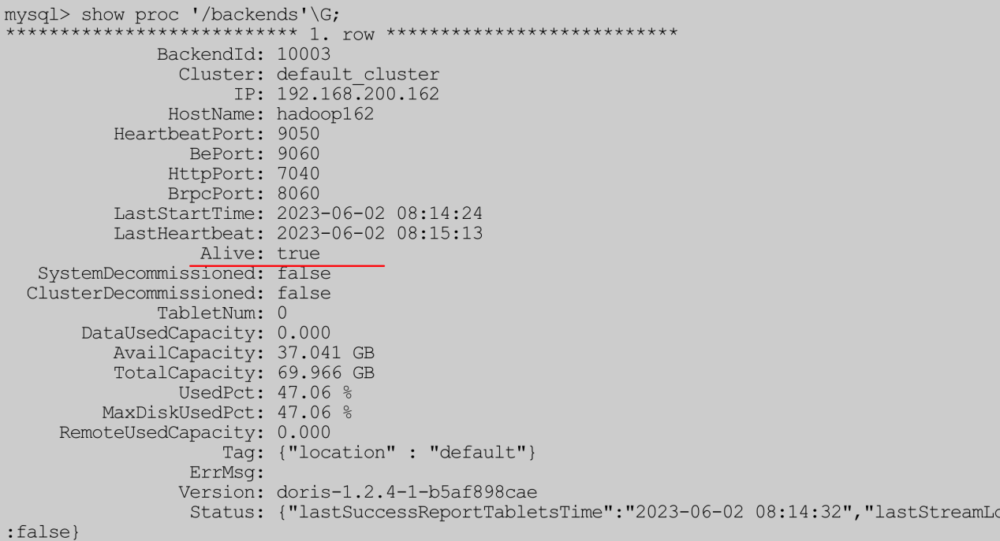 mysql> show proc '/backends'\G;
*************************** 1. row ***************************
BackendId: 10003
Cluster: default_cluster
IP: 192.168.200.162
HostName: hadoop162
HeartbeatPort: 9050
BePort: 9060
HttpPort: 7040
BrpcPort: 8060
LastStartTime: 2023-06-02 08:14:24
LastHeartbeat: 2023-06-02 08:15:13
Alive: true
SystemDecommissioned: false
ClusterDecommissioned: false
TabletNum: 0
DataUsedCapacity: 0.000
AvailCapacity: 37.041 GB
TotalCapacity: 69.966 GB
UsedPct: 47.06 %
MaxDiskUsedPct: 47.06 %
RemoteUsedCapacity: 0.000
Tag: {"location" : "default"}
ErrMsg:
Version: doris-1.2.4-1-b5af898cae
Status: {"lastSuccessReportTabletsTime":"2023-06-02 08:14:32","lastStreamLo
:false}